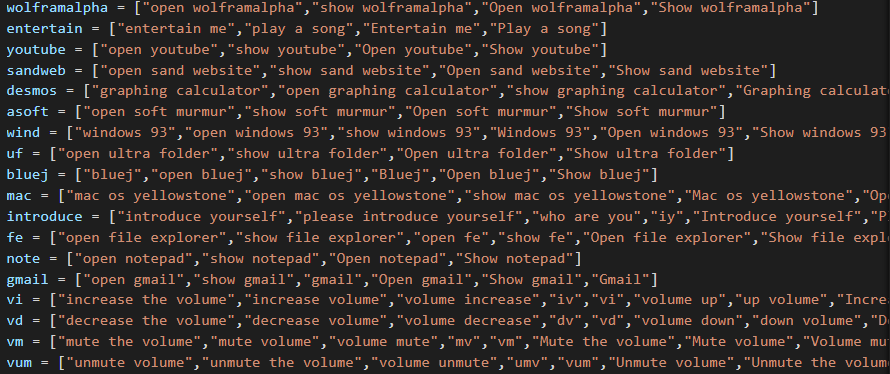 wolframalpha = ["open wolframalpha","show wolframalpha","Open wolframalpha","Show wolframalpha"]
entertain = ["entertain me","play a song","Entertain me","Play a song"]
youtube = ["open youtube","show youtube","Open youtube","Show youtube"]
sandweb = ["open sand website","show sand website","Open sand website","Show sand website"]
desmos = ["graphing calculator","open graphing calculator","show graphing calculator","Graphing calculat
asoft = ["open soft murmur","show soft murmur","Open soft murmur","Show soft murmur"]
wind = ["windows 93","open windows 93","show windows 93","Windows 93","Open windows 93","Show windows 93
uf = ["open ultra folder","show ultra folder","Open ultra folder","Show ultra folder"]
bluej = ["bluej","open bluej","show bluej","Bluej","Open bluej","Show bluej"]
mac = ["mac os yellowstone","open mac os yellowstone","show mac os yellowstone","Mac os yellowstone","Op
introduce = ["introduce yourself","please introduce yourself","who are you","iy","Introduce yourself","P
fe = ["open file explorer","show file explorer","open fe","show fe","Open file explorer","Show file expl
note = ["open notepad","show notepad","Open notepad","Show notepad"]
gmail = ["open gmail","show gmail","gmail","Open gmail","Show gmail","Gmail"]
vi = ["increase the volume","increase volume","volume increase","iv","vi","volume up","up volume","Incre
vd = ["decrease the volume","decrease volume","volume decrease","dv","vd","volume down","down volume","D
vm = ["mute the volume","mute volume","volume mute","mv","vm","Mute the volume","Mute volume","Volume mu
vum = ["unmute volume","unmute the volume","volume unmute","umv","vum","Unmute volume","Unmute the volum